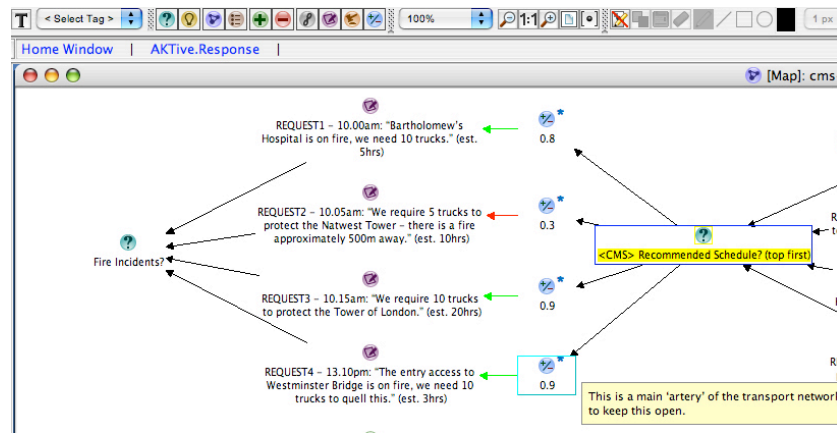 T < Select Tag > 100% 1:1 1 px
Home Window | AKTive.Response |
[Map]: cms
REQUEST1 – 10.00am: "Bartholomew's
Hospital is on fire, we need 10 trucks." (est.
5hrs)
0.8
REQUEST2 – 10.05am: "We require 5 trucks to
protect the Natwest Tower – there is a fire
approximately 500m away." (est. 10hrs)
0.3
Fire Incidents?
<CMS> Recommended Schedule? (top first)
REQUEST3 – 10.15am: "We require 10 trucks
to protect the Tower of London." (est. 20hrs)
0.9
REQUEST4 – 13.10pm: "The entry access to
Westminster Bridge is on fire, we need 10
trucks to quell this." (est. 3hrs)
0.9
This is a main 'artery' of the transport network
to keep this open.